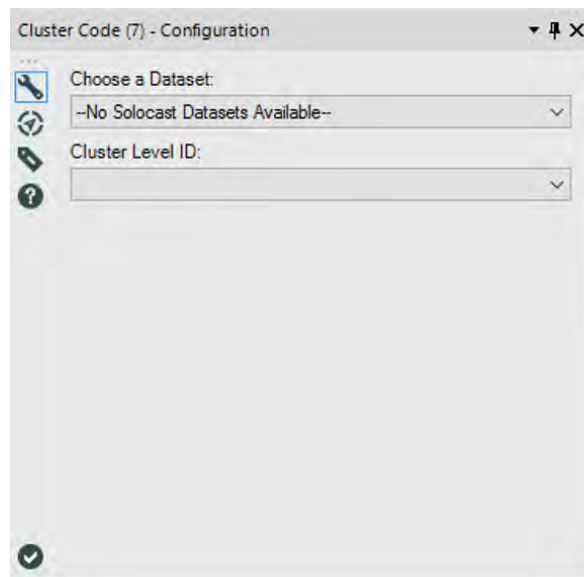 Cluster Code (7) - Configuration
Choose a Dataset:
--No Solocast Datasets Available--
Cluster Level ID:
?